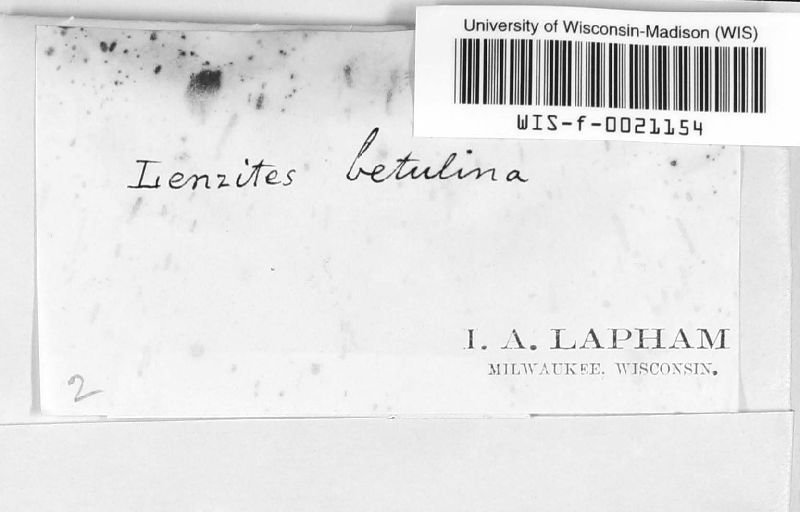 University of Wisconsin-Madison (WIS)
WIS-f-0021154
Lenzites betulina
I. A. LAPHAM
MILWAUKEE, WISCONSIN.
2